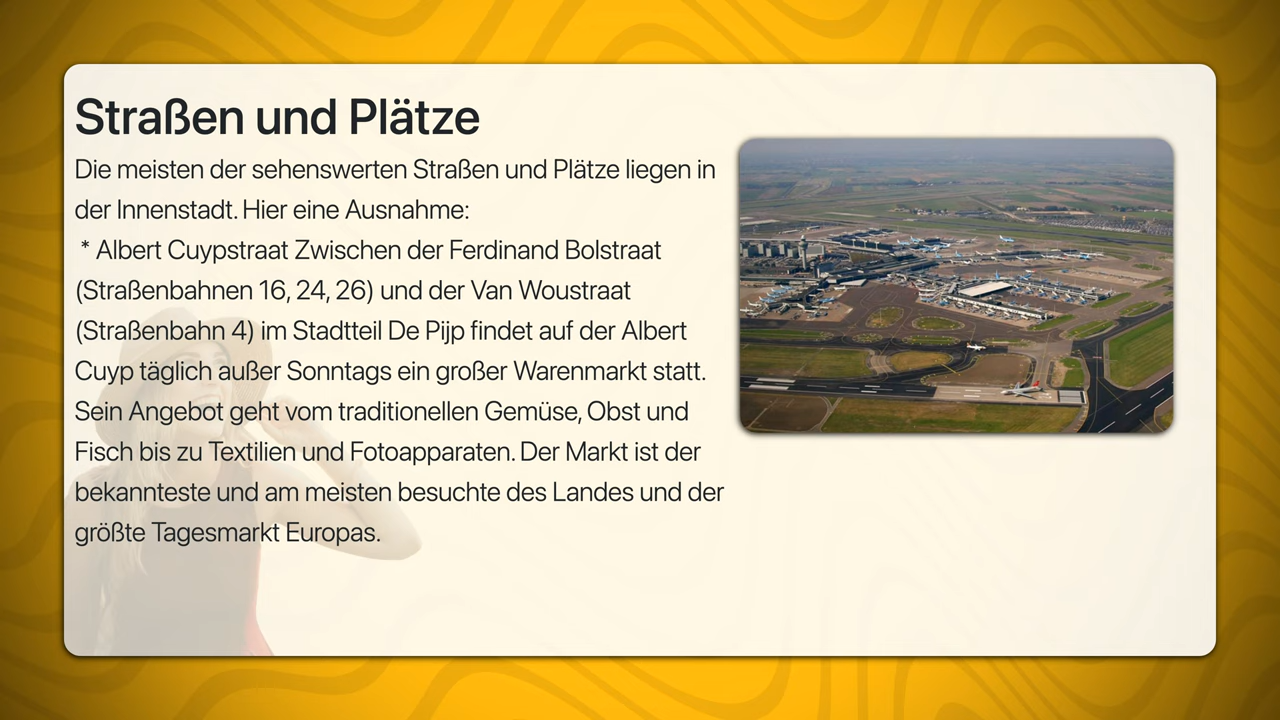 Straßen und Plätze
Die meisten der sehenswerten Straßen und Plätze liegen in
der Innenstadt. Hier eine Ausnahme:
* Albert Cuypstraat Zwischen der Ferdinand Bolstraat
(Straßenbahnen 16, 24, 26) und der Van Woustraat
(Straßenbahn 4) im Stadtteil De Pijp findet auf der Albert
Cuyp täglich außer Sonntags ein großer Warenmarkt statt.
Sein Angebot geht vom traditionellen Gemüse, Obst und
Fisch bis zu Textilien und Fotoapparaten. Der Markt ist der
bekannteste und am meisten besuchte des Landes und der
größte Tagesmarkt Europas.